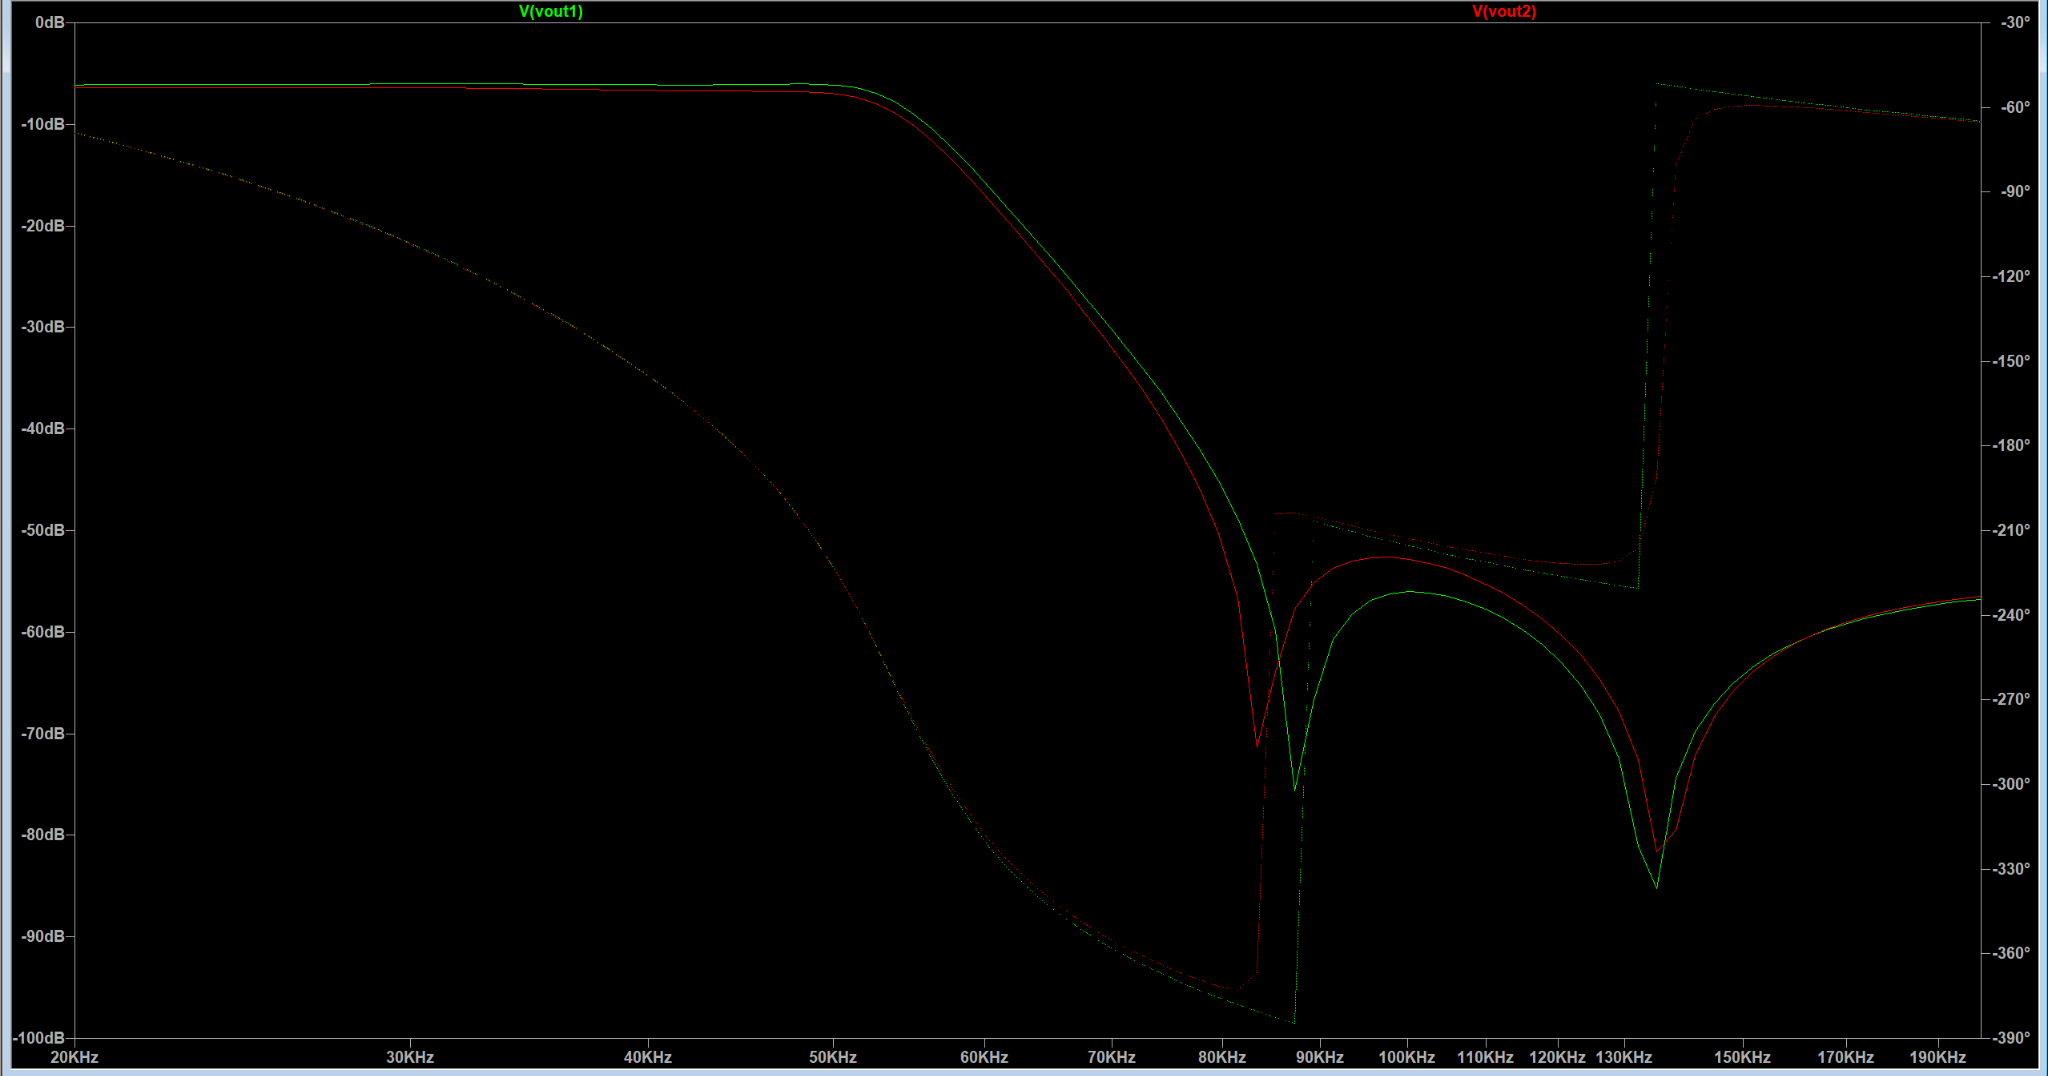 V(vout1) V(vout2)
0dB -30°
-10dB -60°
-20dB -90°
-30dB -120°
-40dB -150°
-50dB -180°
-60dB -210°
-70dB -240°
-80dB -270°
-90dB -300°
-100dB -330°
-360°
-390°
20KHz 30KHz 40KHz 50KHz 60KHz 70KHz 80KHz 90KHz 100KHz 110KHz 120KHz 130KHz 150KHz 170KHz 190KHz